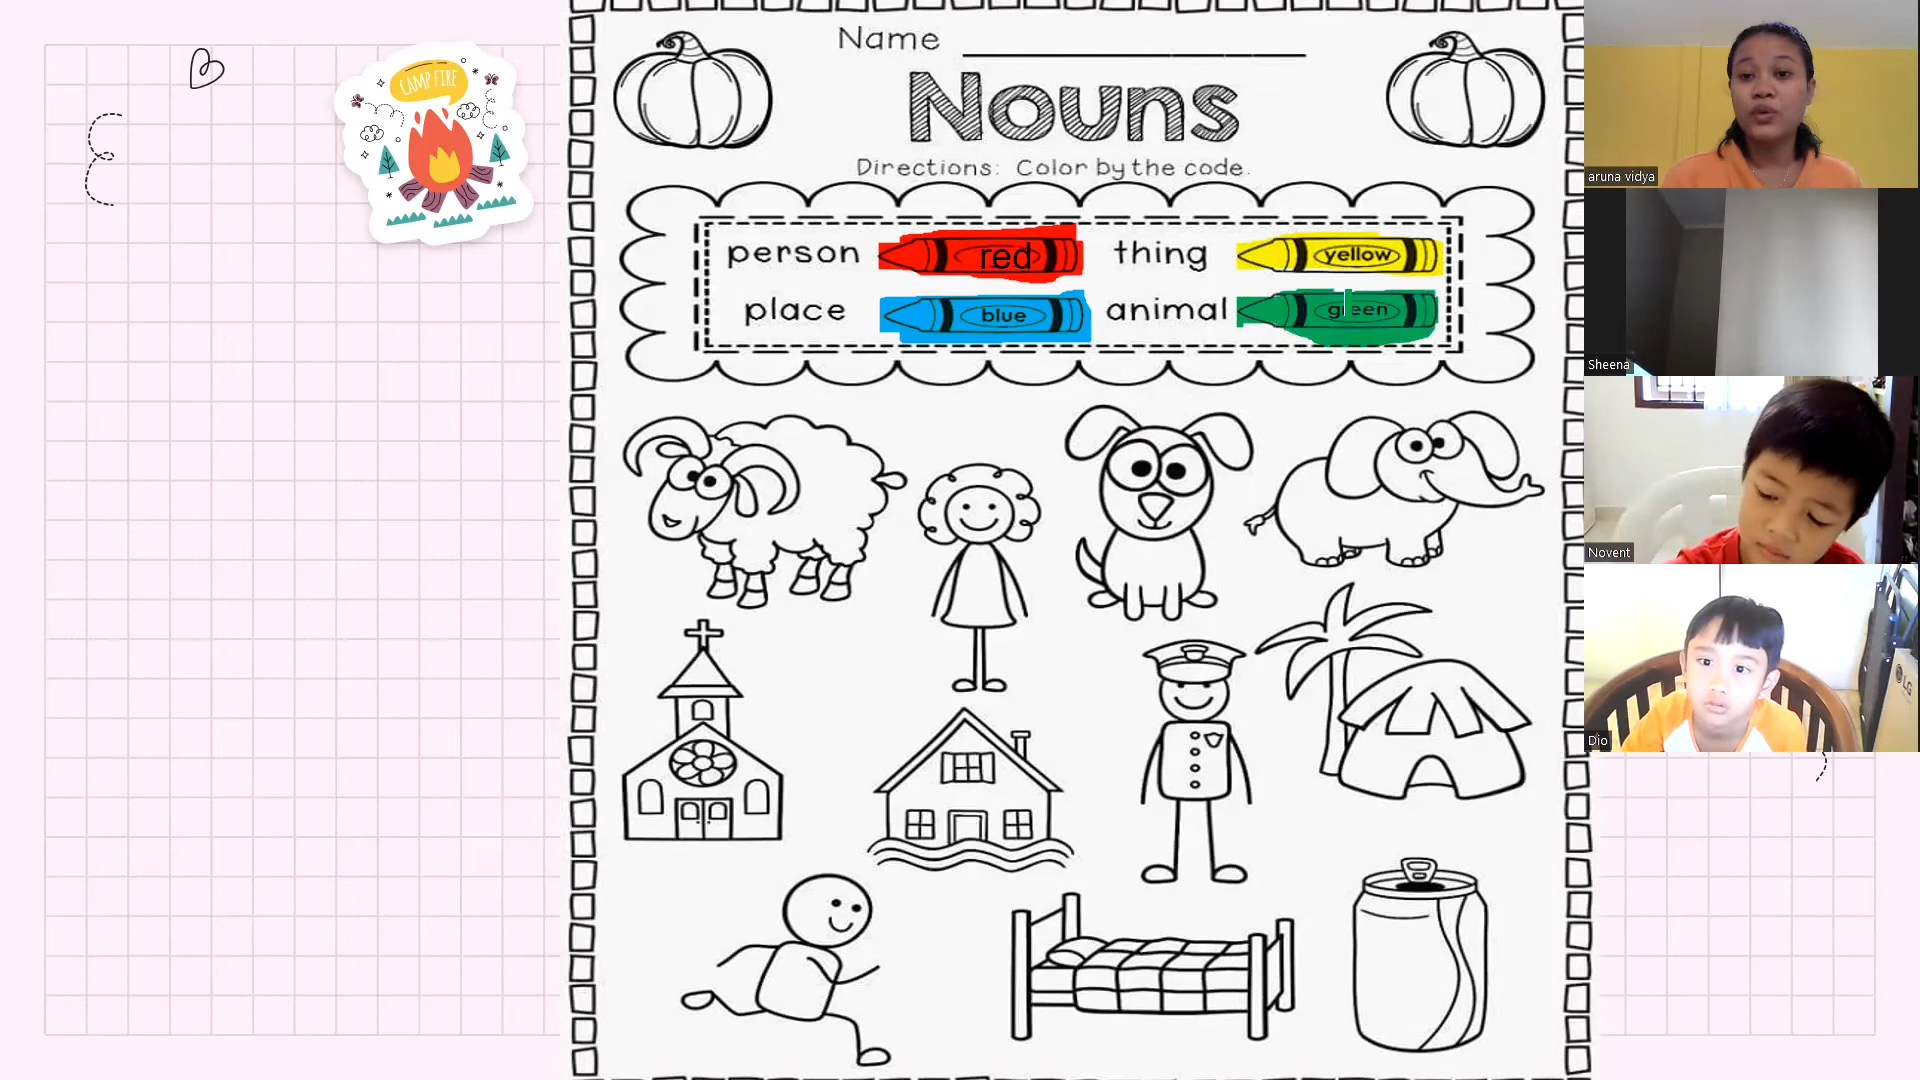 CAMP FIRE
Name
Nouns
Directions: Color by the code.
person red thing yellow
place blue animal green
aruna vidya
Sheena
Novent
Dio
LG